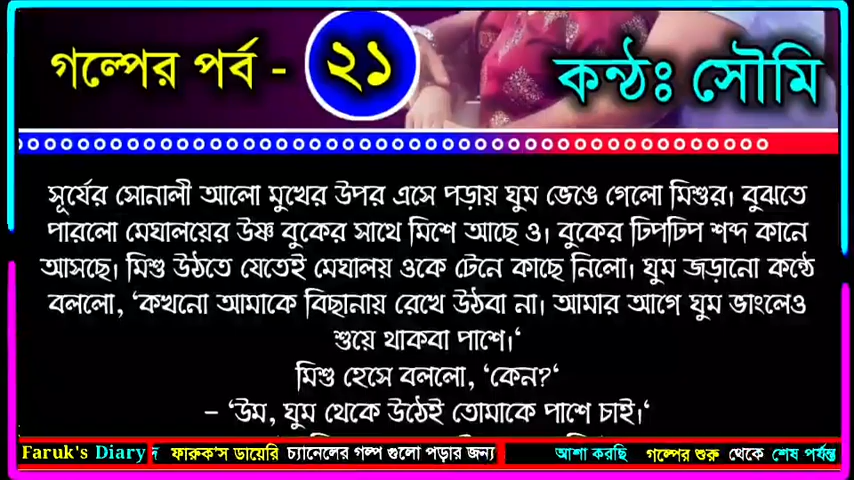 গল্পের পর্ব - ২১
কন্ঠঃ সৌমি
সূর্যের সোনালী আলো মুখের উপর এসে পড়ায় ঘুম ভেঙে গেলো মিশুর। বুঝতে
পারলো মেঘালয়ের উষ্ণ বুকের সাথে মিশে আছে ও। বুকের ঢিপঢিপ শব্দ কানে
আসছে। মিশু উঠতে যেতেই মেঘালয় ওকে টেনে কাছে নিলো। ঘুম জড়ানো কন্ঠে
বললো, ‘কখনো আমাকে বিছানায় রেখে উঠবা না। আমার আগে ঘুম ভাংলেও
শুয়ে থাকবা পাশে।‘
মিশু হেসে বললো, ‘কেন?‘
– ‘উম, ঘুম থেকে উঠেই তোমাকে পাশে চাই।‘
Faruk's Diary
ফারুক'স ডায়েরি চ্যানেলের গল্প গুলো পড়ার জন্য
আশা করছি গল্পের শুরু থেকে শেষ পর্যন্ত